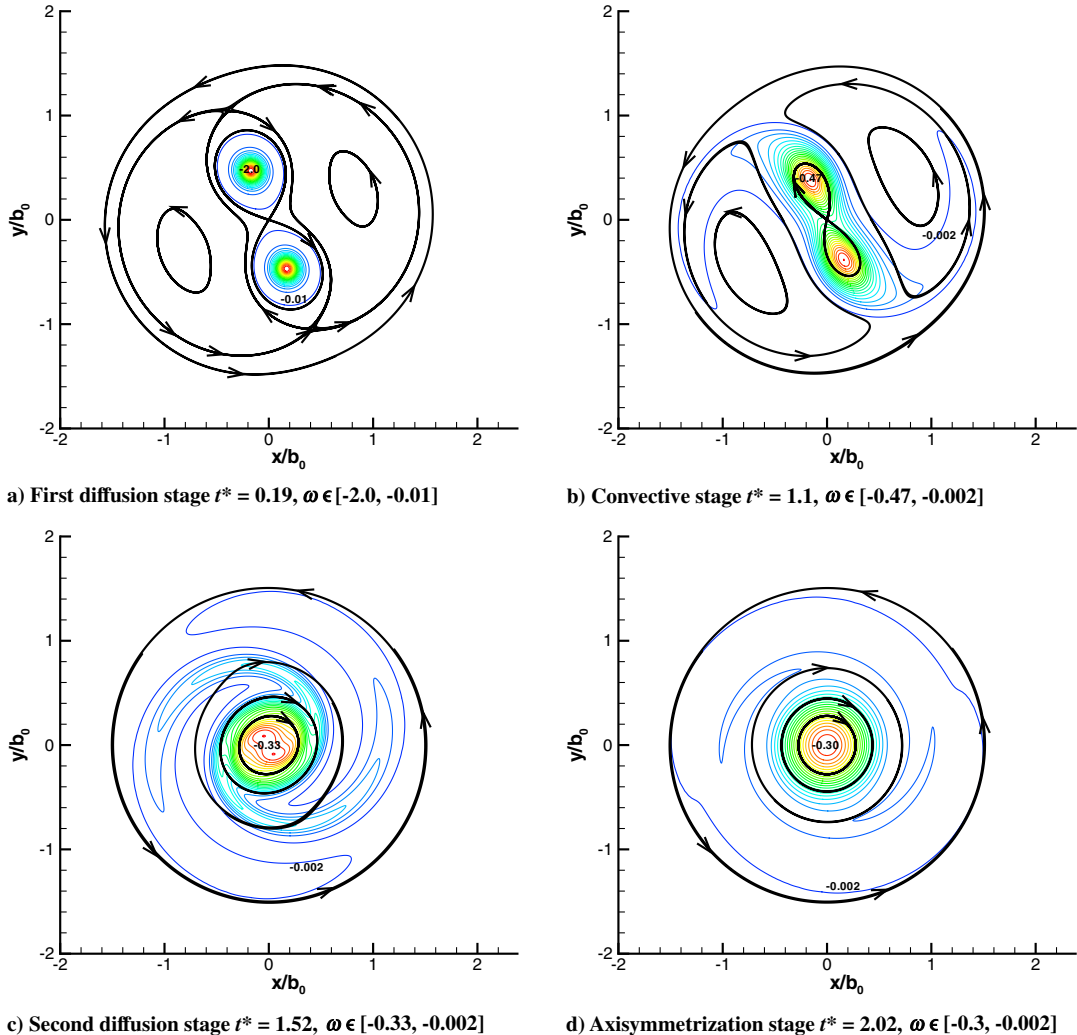 2
1
0
-1
-2
y/b0
-2.0
-0.01
-2 -1 0 1 2
x/b0
a) First diffusion stage t* = 0.19, ω ϵ [-2.0, -0.01]
2
1
0
-1
-2
y/b0
-0.47
-0.002
-2 -1 0 1 2
x/b0
b) Convective stage t* = 1.1, ω ϵ [-0.47, -0.002]
2
1
0
-1
-2
y/b0
-0.33
-0.002
-2 -1 0 1 2
x/b0
c) Second diffusion stage t* = 1.52, ω ϵ [-0.33, -0.002]
2
1
0
-1
-2
y/b0
-0.30
-0.002
-2 -1 0 1 2
x/b0
d) Axisymmetrization stage t* = 2.02, ω ϵ [-0.3, -0.002]